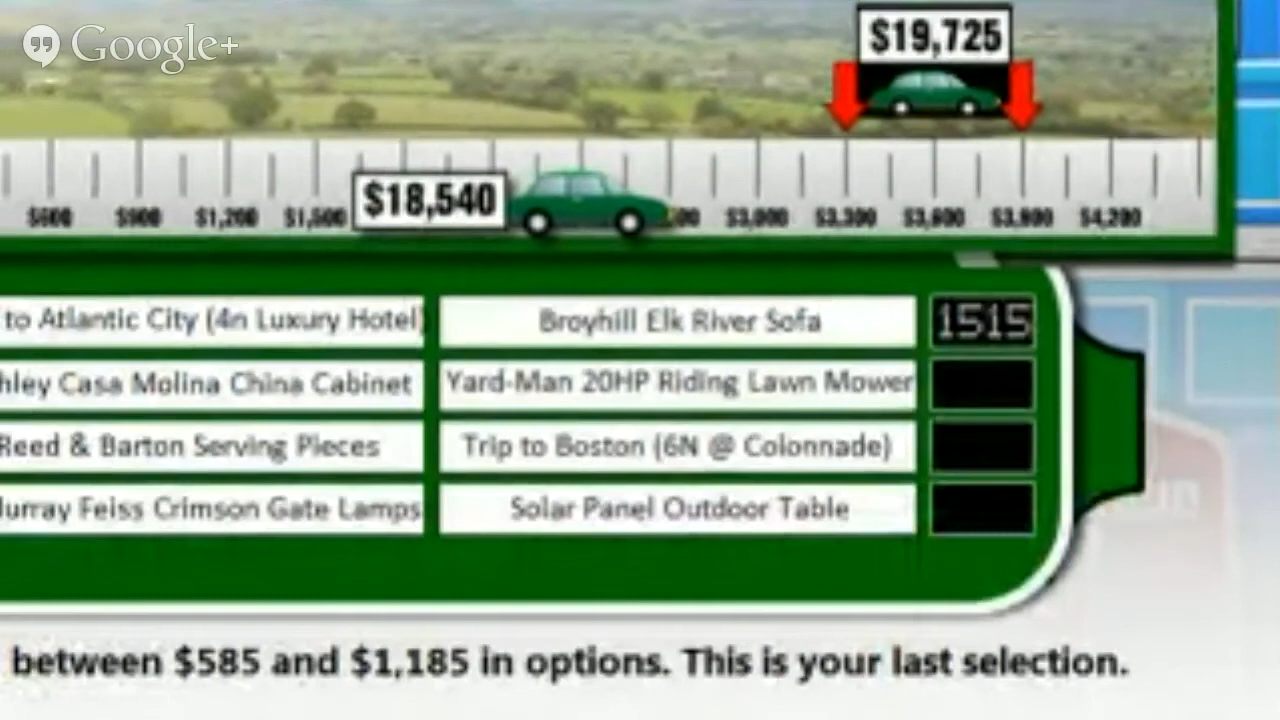 Google+
$19,725
$18,540
$600 $900 $1,200 $1,500 $3,000 $3,300 $3,600 $3,900 $4,200
to Atlantic City (4n Luxury Hotel) Broyhill Elk River Sofa 1515
Casa Molina China Cabinet Yard-Man 20HP Riding Lawn Mower
Reed & Barton Serving Pieces Trip to Boston (6N @ Colonnade)
Feiss Crimson Gate Lamps Solar Panel Outdoor Table
between $585 and $1,185 in options. This is your last selection.